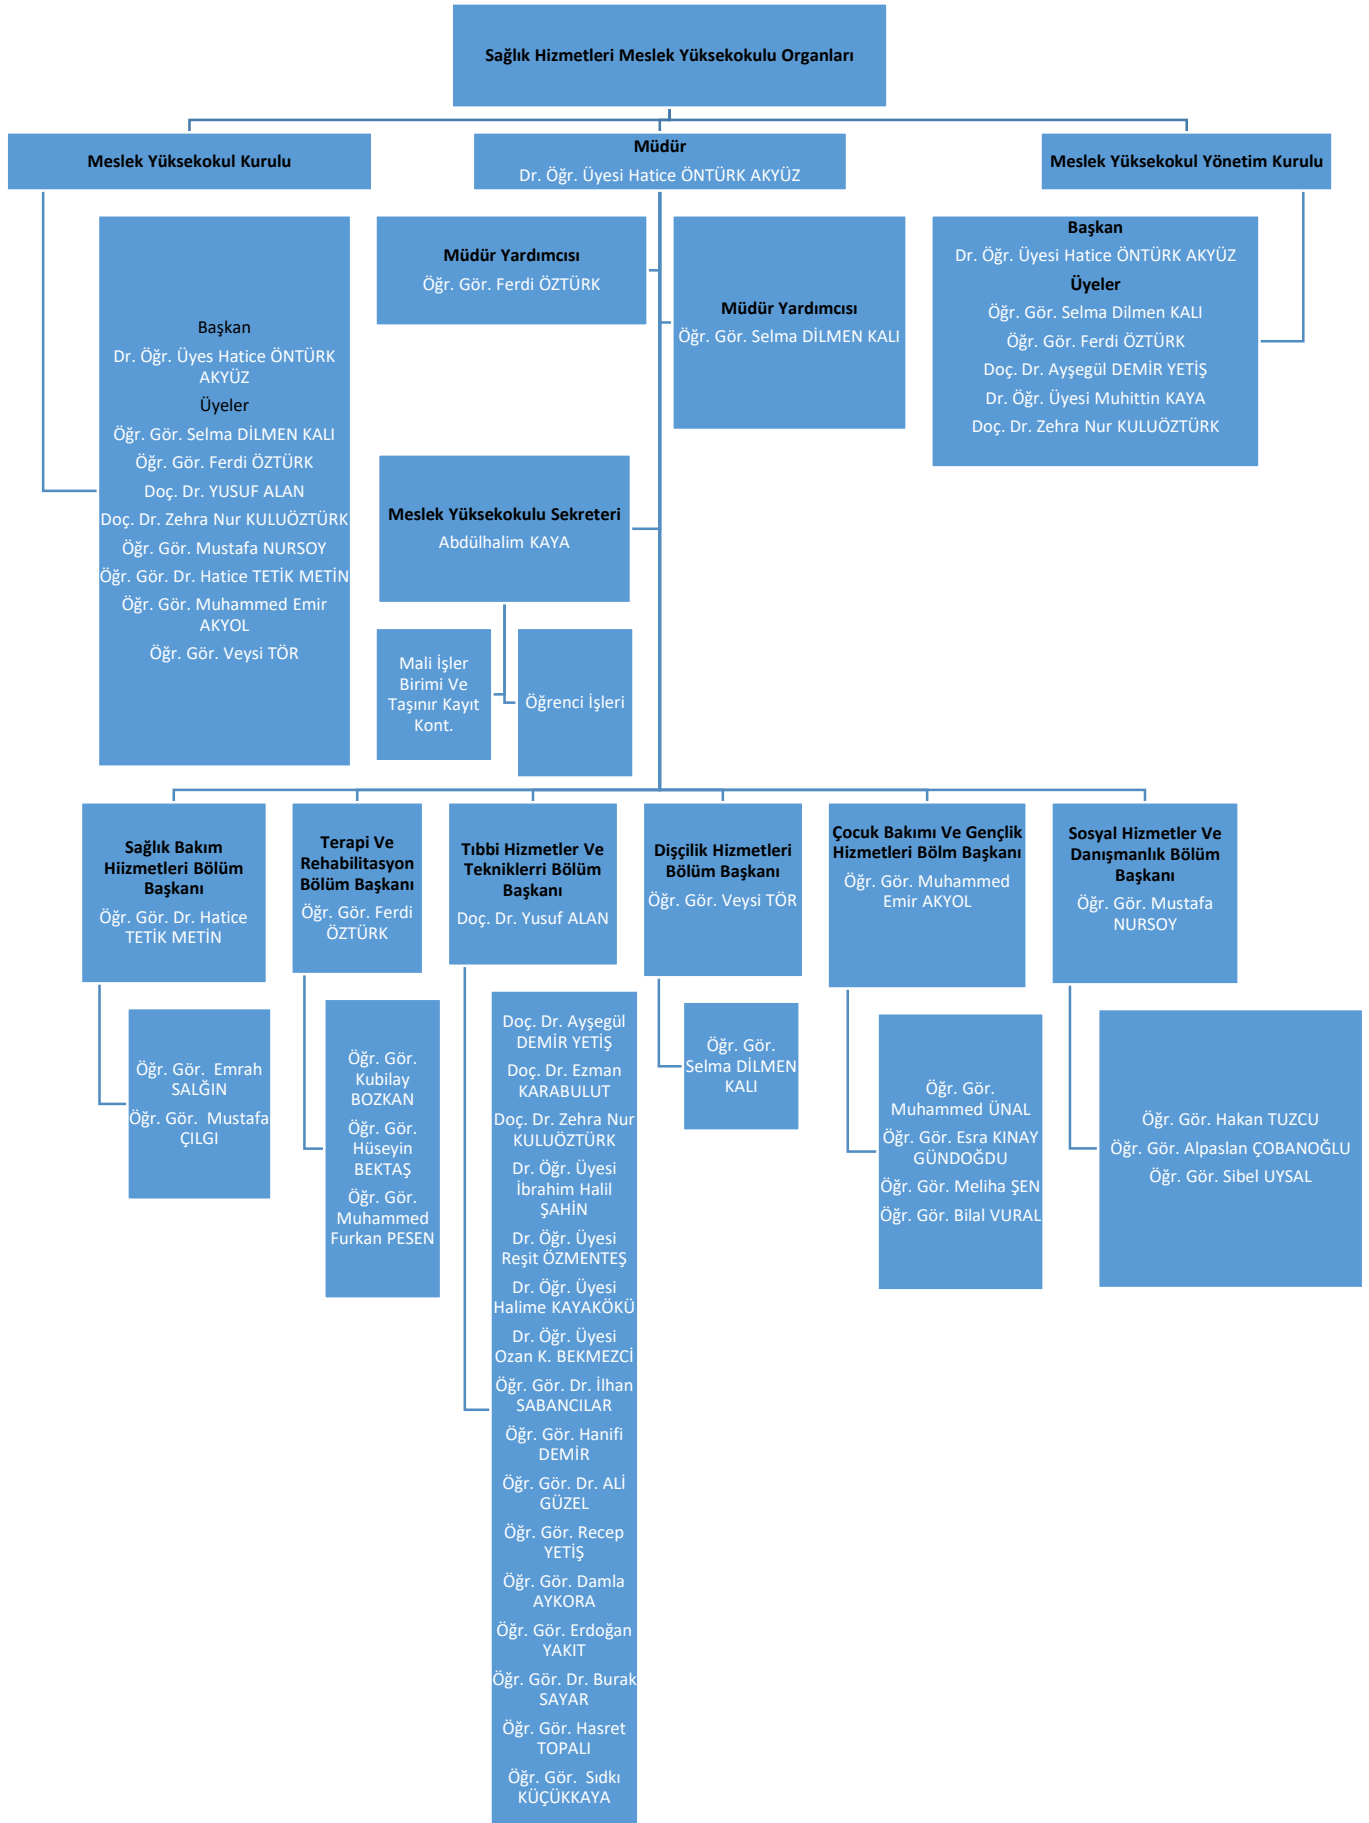 Sağlık Hizmetleri Meslek Yüksekokulu Organları
Meslek Yüksekokul Kurulu
Başkan
Dr. Öğr. Üyes Hatice ÖNTÜRK
AKYÜZ
Üyeler
Öğr. Gör. Selma DİLMEN KALI
Öğr. Gör. Ferdi ÖZTÜRK
Doç. Dr. YUSUF ALAN
Doç. Dr. Zehra Nur KULUÖZTÜRK
Öğr. Gör. Mustafa NURSOY
Öğr. Gör. Dr. Hatice TETİK METİN
Öğr. Gör. Muhammed Emir
AKYOL
Öğr. Gör. Veysi TÖR
Müdür
Dr. Öğr. Üyesi Hatice ÖNTÜRK AKYÜZ
Müdür Yardımcısı
Öğr. Gör. Ferdi ÖZTÜRK
Müdür Yardımcısı
Öğr. Gör. Selma DİLMEN KALI
Meslek Yüksekokulu Sekreteri
Abdülhalim KAYA
Mali İşler
Birimi Ve
Taşınır Kayıt
Kont.
Öğrenci İşleri
Meslek Yüksekokul Yönetim Kurulu
Başkan
Dr. Öğr. Üyesi Hatice ÖNTÜRK AKYÜZ
Üyeler
Öğr. Gör. Selma Dilmen KALI
Öğr. Gör. Ferdi ÖZTÜRK
Doç. Dr. Ayşegül DEMİR YETİŞ
Dr. Öğr. Üyesi Muhittin KAYA
Doç. Dr. Zehra Nur KULUÖZTÜRK
Sağlık Bakım
Hiizmetleri Bölüm
Başkanı
Öğr. Gör. Dr. Hatice
TETİK METİN
Öğr. Gör.  Emrah
SALĞIN
Öğr. Gör.  Mustafa
ÇILGI
Terapi Ve
Rehabilitasyon
Bölüm Başkanı
Öğr. Gör. Ferdi
ÖZTÜRK
Öğr. Gör.
Kubilay
BOZKAN
Öğr. Gör.
Hüseyin
BEKTAŞ
Öğr. Gör.
Muhammed
Furkan PESEN
Tıbbi Hizmetler Ve
Tekniklerri Bölüm
Başkanı
Doç. Dr. Yusuf ALAN
Doç. Dr. Ayşegül
DEMİR YETİŞ
Doç. Dr. Ezman
KARABULUT
Doç. Dr. Zehra Nur
KULUÖZTÜRK
Dr. Öğr. Üyesi
İbrahim Halil
ŞAHİN
Dr. Öğr. Üyesi
Reşit ÖZMENTEŞ
Dr. Öğr. Üyesi
Halime KAYAKÖKÜ
Dr. Öğr. Üyesi
Ozan K. BEKMEZCİ
Öğr. Gör. Dr. İlhan
SABANCILAR
Öğr. Gör. Hanifi
DEMİR
Öğr. Gör. Dr. ALİ
GÜZEL
Öğr. Gör. Recep
YETİŞ
Öğr. Gör. Damla
AYKORA
Öğr. Gör. Erdoğan
YAKIT
Öğr. Gör. Dr. Burak
SAYAR
Öğr. Gör. Hasret
TOPALI
Öğr. Gör.  Sıdkı
KÜÇÜKKAYA
Dişçilik Hizmetleri
Bölüm Başkanı
Öğr. Gör. Veysi TÖR
Öğr. Gör.
Selma DİLMEN
KALI
Çocuk Bakımı Ve Gençlik
Hizmetleri Bölm Başkanı
Öğr. Gör. Muhammed
Emir AKYOL
Öğr. Gör.
Muhammed ÜNAL
Öğr. Gör. Esra KINAY
GÜNDOĞDU
Öğr. Gör. Meliha ŞEN
Öğr. Gör. Bilal VURAL
Sosyal Hizmetler Ve
Danışmanlık Bölüm
Başkanı
Öğr. Gör. Mustafa
NURSOY
Öğr. Gör. Hakan TUZCU
Öğr. Gör. Alpaslan ÇOBANOĞLU
Öğr. Gör. Sibel UYSAL